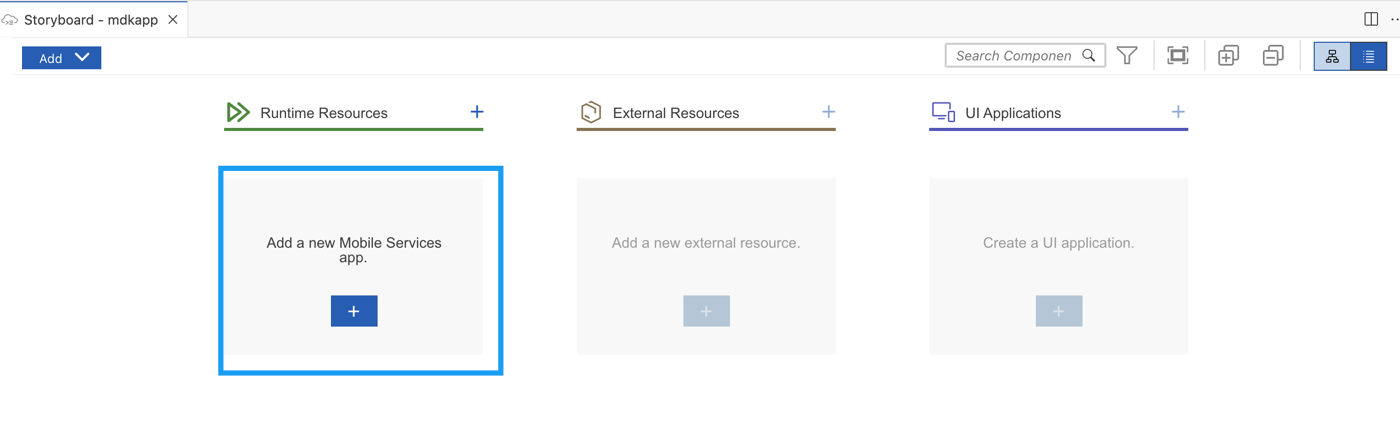 Storyboard - mdkapp
Add
Search Componen
Runtime Resources
External Resources
UI Applications
Add a new Mobile Services
app.
Add a new external resource.
Create a UI application.